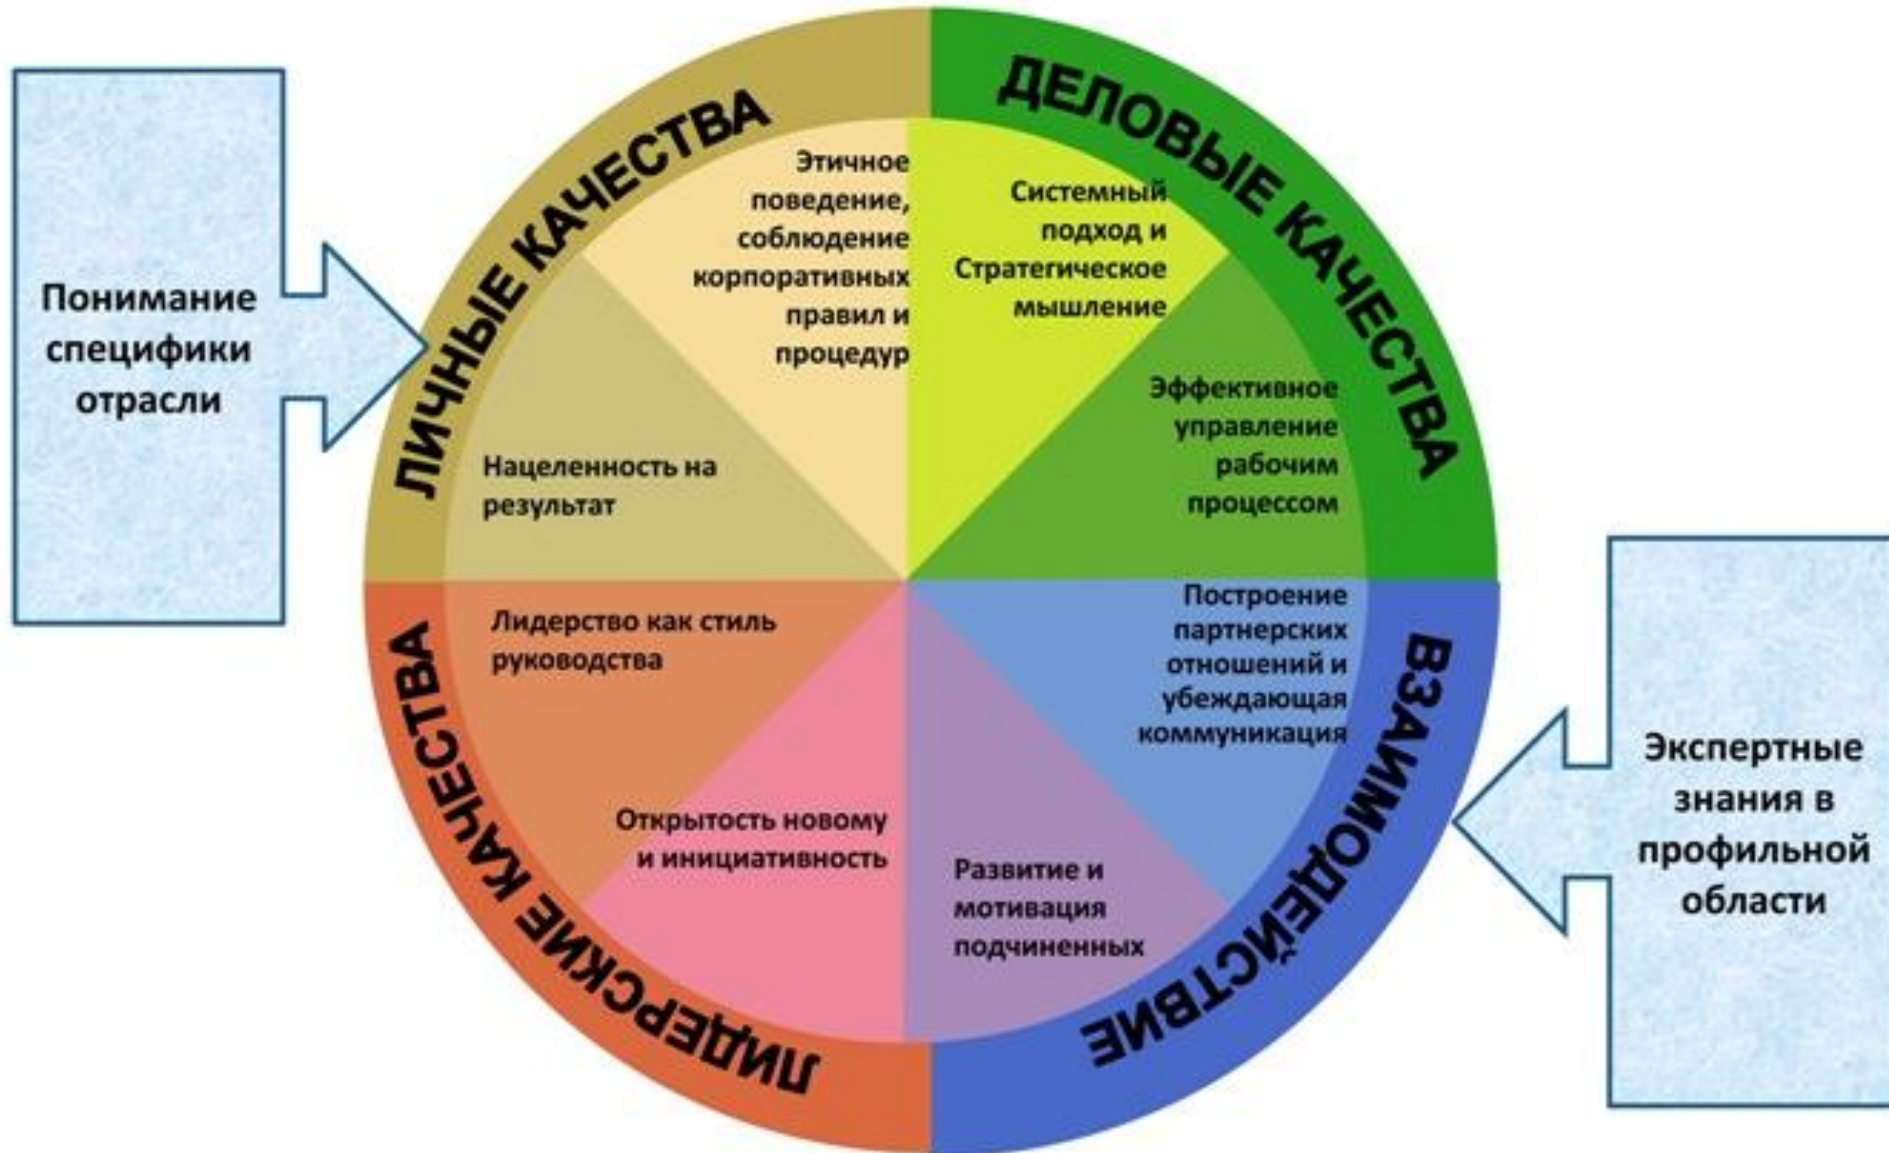 Понимание
специфики
отрасли
ЛИЧНЫЕ КАЧЕСТВА
ДЕЛОВЫЕ КАЧЕСТВА
Этичное
поведение,
соблюдение
корпоративных
правил и
процедур
Системный
подход и
Стратегическое
мышление
Эффективное
управление
рабочим
процессом
Нацеленность на
результат
Лидерство как стиль
руководства
Построение
партнерских
отношений и
убеждающая
коммуникация
Открытость новому
и инициативность
Развитие и
мотивация
подчиненных
ЛИДЕРСКИЕ КАЧЕСТВА
ВЗАИМОДЕЙСТВИЕ
Экспертные
знания в
профильной
области